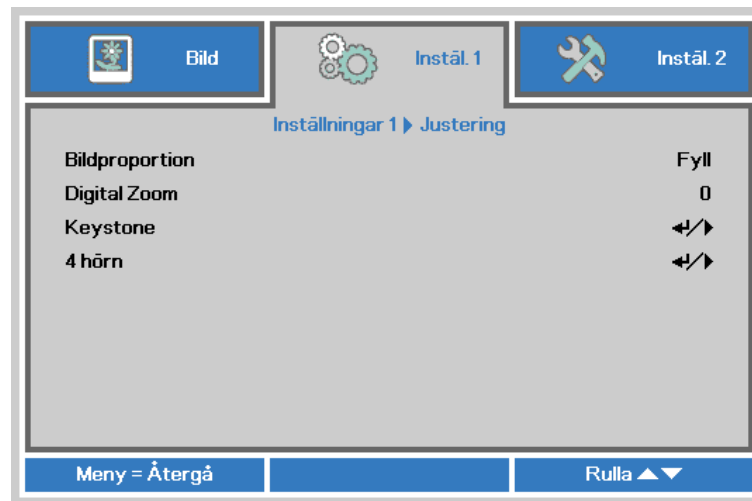 Bild
Instäl. 1
Instäl. 2
Inställningar 1 ▶ Justering
Bildproportion Fyll
Digital Zoom 0
Keystone ↵/▶
4 hörn ↵/▶
Meny = Återgå
Rulla ▲▼